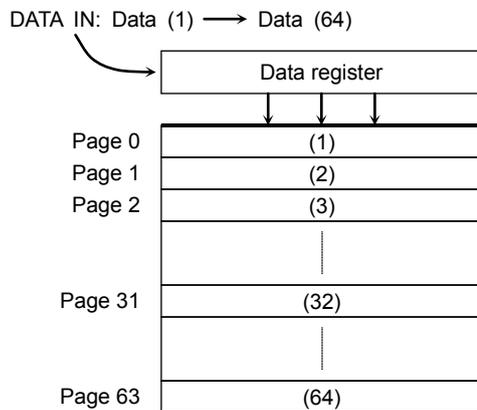 DATA IN: Data (1) Data (64)
Data register
Page 0 (1)
Page 1 (2)
Page 2 (3)
Page 31 (32)
Page 63 (64)